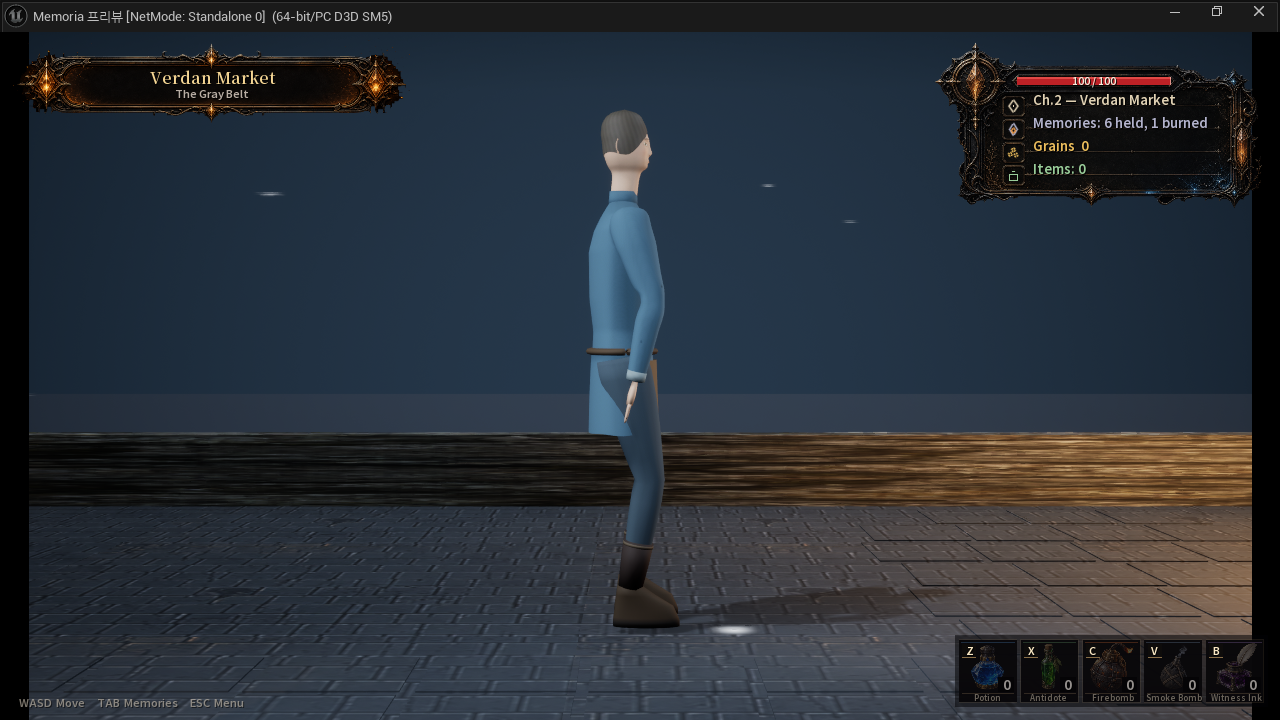 Memoria 프리뷰 [NetMode: Standalone 0] (64-bit/PC D3D SM5)
Verdan Market
The Gray Belt
100 / 100
Ch.2 — Verdan Market
Memories: 6 held, 1 burned
Grains 0
Items: 0
Z
0
Potion
X
0
Antidote
C
0
Firebomb
V
0
Smoke Bomb
B
0
Witness Ink
WASD Move TAB Memories ESC Menu